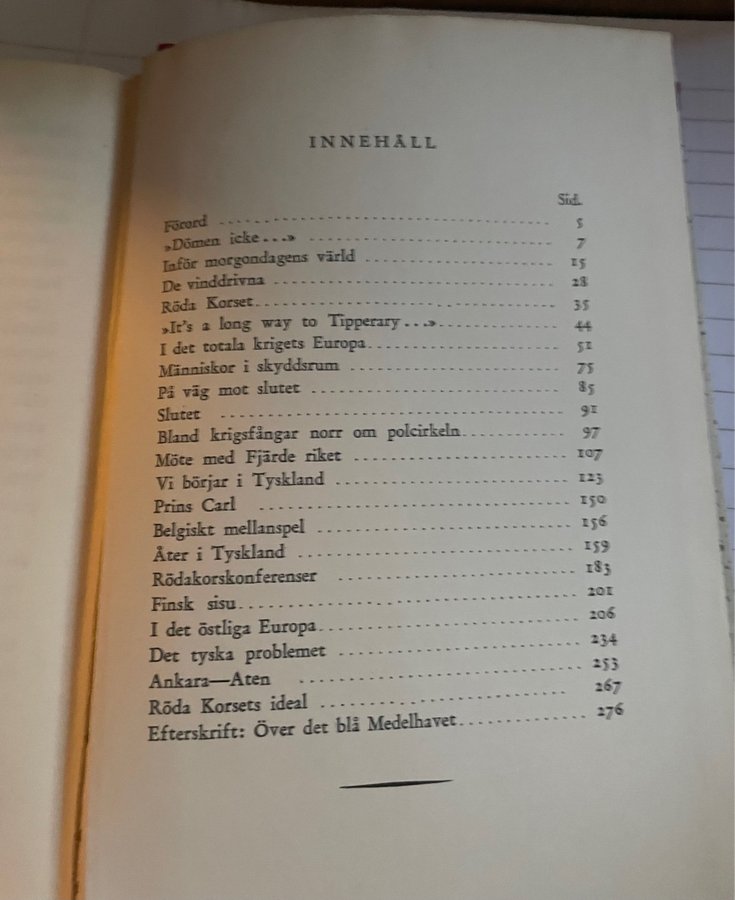 INNEHÅLL
Sid.
Förord ........................................ 5
»Dömen icke...» ........................................ 7
Inför morgondagens värld ........................................ 15
De vinddrivna ........................................ 28
Röda Korset ........................................ 35
»It's a long way to Tipperary...» ........................................ 44
I det totala krigets Europa ........................................ 51
Människor i skyddsrum ........................................ 75
På väg mot slutet ........................................ 85
Slutet ........................................ 91
Bland krigsfångar norr om polcirkeln ........................................ 97
Möte med Fjärde riket ........................................ 107
Vi börjar i Tyskland ........................................ 123
Prins Carl ........................................ 150
Belgiskt mellanspel ........................................ 156
Åter i Tyskland ........................................ 159
Rödakorskonferenser ........................................ 183
Finsk sisu ........................................ 201
I det östliga Europa ........................................ 206
Det tyska problemet ........................................ 234
Ankara—Aten ........................................ 253
Röda Korsets ideal ........................................ 267
Efterskrift: Över det blå Medelhavet ........................................ 276